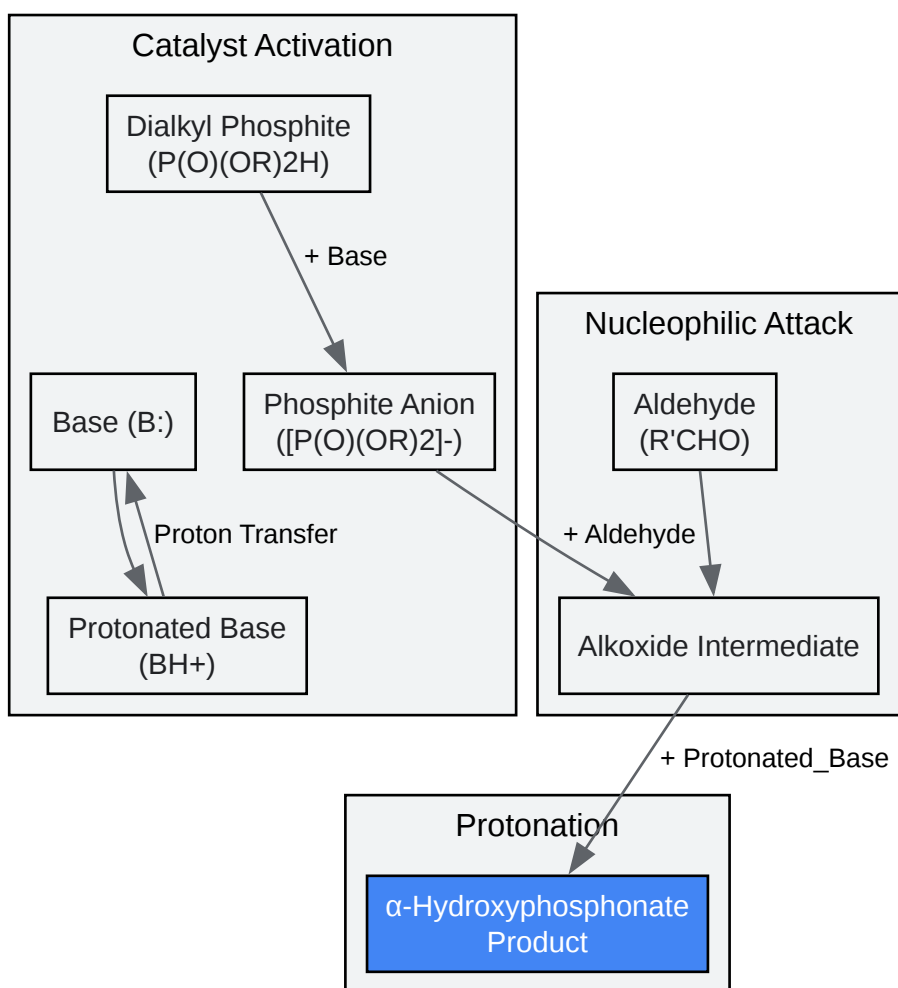 Catalyst Activation
Dialkyl Phosphite
(P(O)(OR)2H)
+ Base
Nucleophilic Attack
Base (B:)
Phosphite Anion
([P(O)(OR)2]-)
Aldehyde
(R'CHO)
Proton Transfer
+ Aldehyde
Protonated Base
(BH+)
Alkoxide Intermediate
+ Protonated_Base
Protonation
α-Hydroxyphosphonate
Product